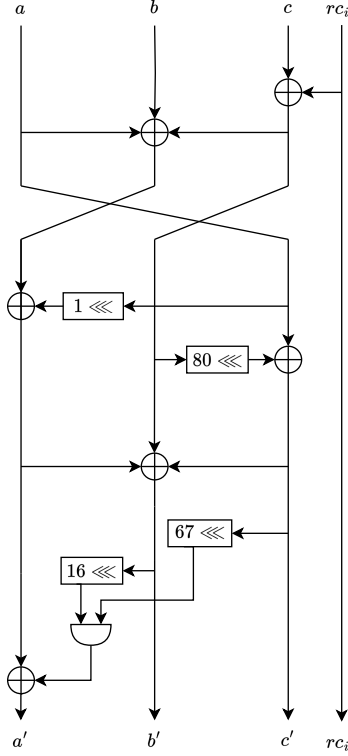 a b c rc_i
1 ⋘
80 ⋘
67 ⋘
16 ⋘
a′ b′ c′ rc_i